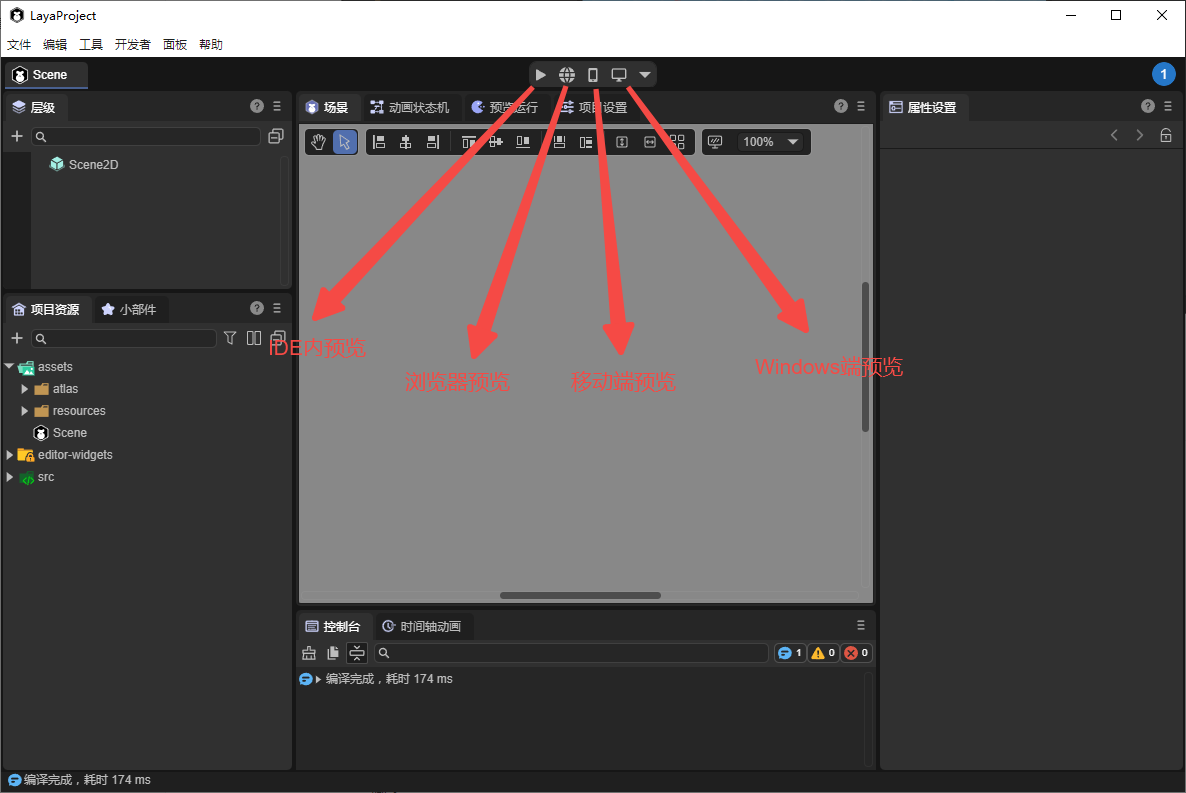 LayaProject
文件 编辑 工具 开发者 面板 帮助
Scene
1
层级
场景
动画状态机
预览运行
项目设置
属性设置
100%
Scene2D
项目资源
小部件
IDE内预览
浏览器预览
移动端预览
Windows端预览
assets
atlas
resources
Scene
editor-widgets
src
控制台
时间轴动画
1
0
0
编译完成，耗时 174 ms
编译完成，耗时 174 ms